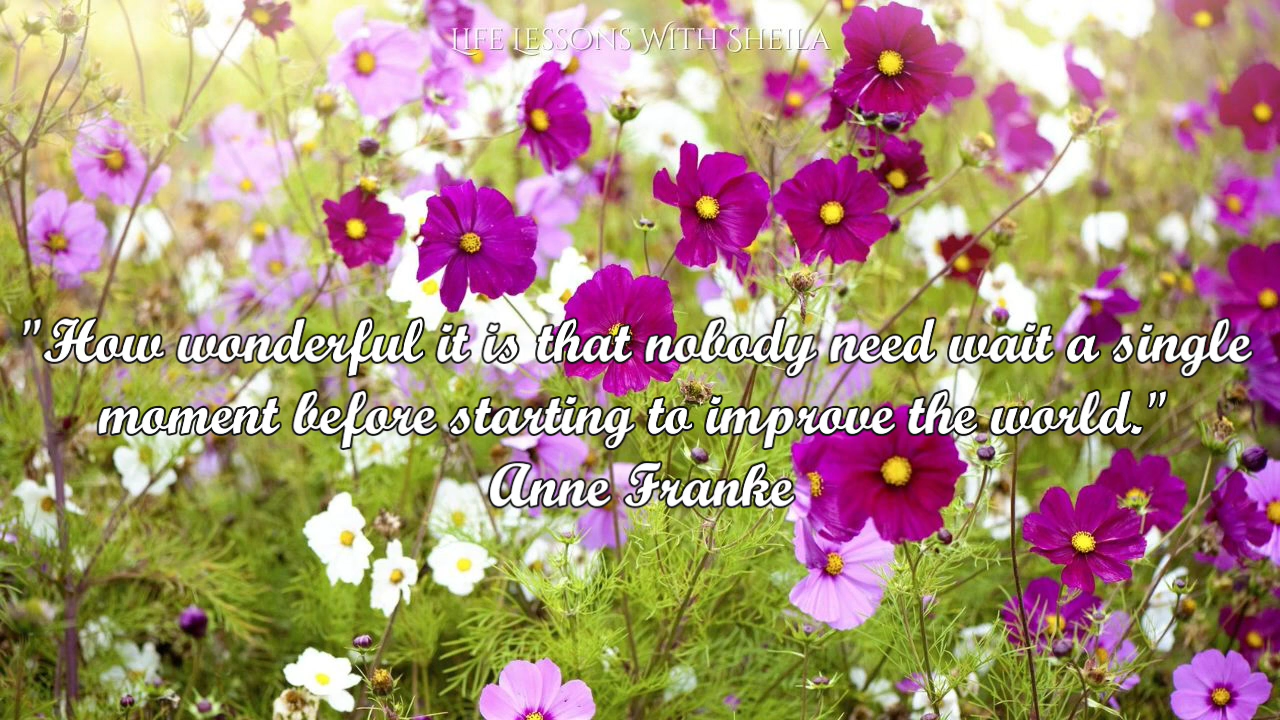 Life Lessons With Sheila
"How wonderful it is that nobody need wait a single
moment before starting to improve the world."
Anne Franke